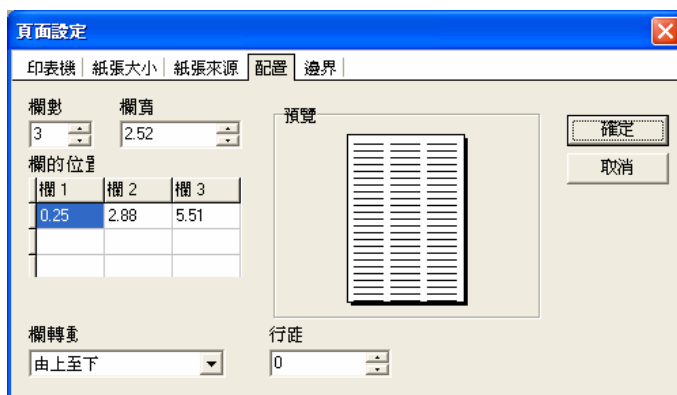 頁面設定
印表機 紙張大小 紙張來源 配置 邊界
欄數 欄寬
3 2.52
欄的位置
欄 1 欄 2 欄 3
0.25 2.88 5.51
欄轉動 行距
由上至下 0
預覽
確定
取消